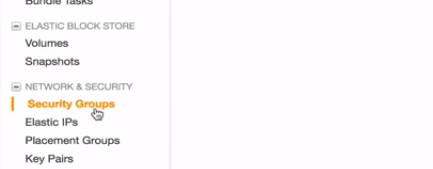 Bundle Tasks
ELASTIC BLOCK STORE
Volumes
Snapshots
NETWORK & SECURITY
Security Groups
Elastic IPs
Placement Groups
Key Pairs